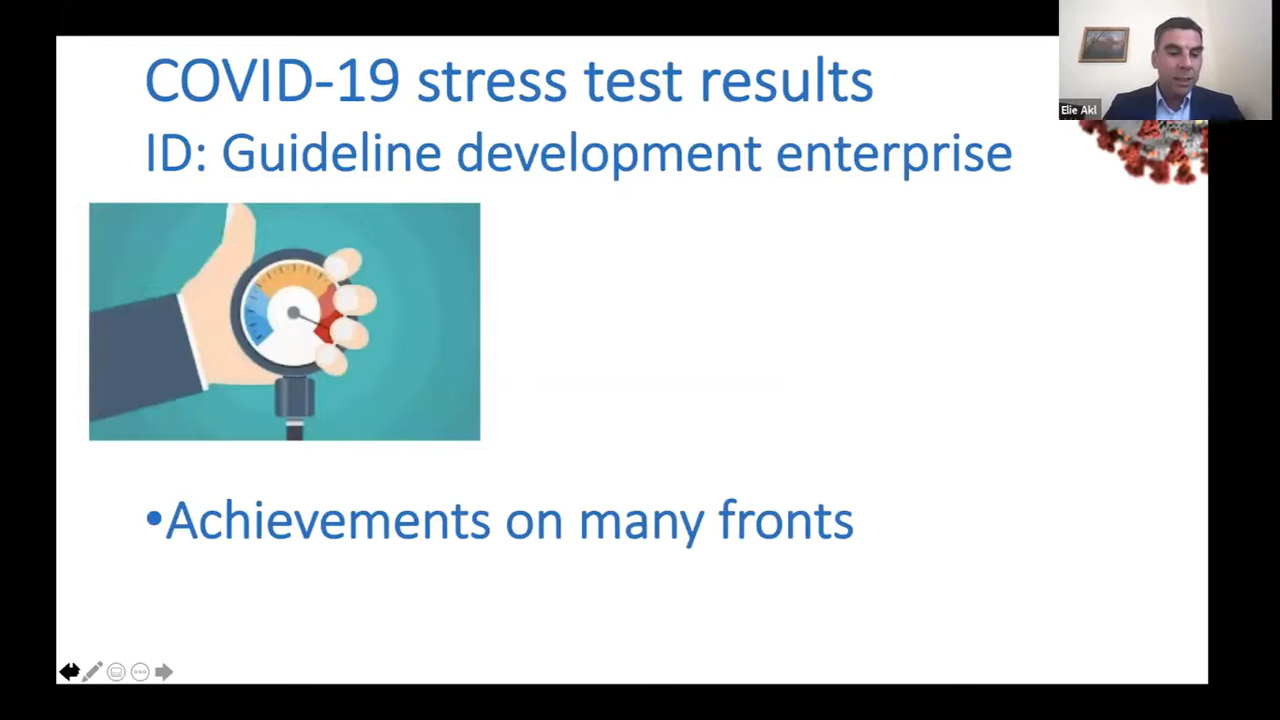 COVID-19 stress test results
ID: Guideline development enterprise
Elie Akl
•Achievements on many fronts